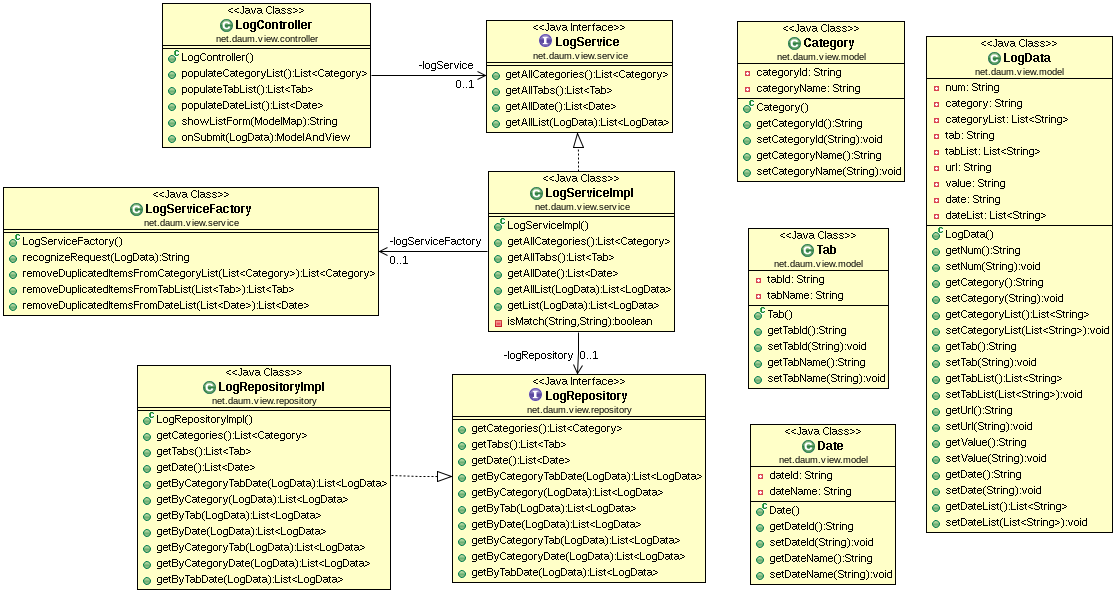 <<Java Class>>
LogController
net.daum.view.controller
LogController()
populateCategoryList():List<Category>
populateTabList():List<Tab>
populateDateList():List<Date>
showListForm(ModelMap):String
onSubmit(LogData):ModelAndView
-logService
0..1
<<Java Interface>>
LogService
net.daum.view.service
getAllCategories():List<Category>
getAllTabs():List<Tab>
getAllDate():List<Date>
getAllList(LogData):List<LogData>
<<Java Class>>
Category
net.daum.view.model
categoryId: String
categoryName: String
Category()
getCategoryId():String
setCategoryId(String):void
getCategoryName():String
setCategoryName(String):void
<<Java Class>>
LogData
net.daum.view.model
num: String
category: String
categoryList: List<String>
tab: String
tabList: List<String>
url: String
value: String
date: String
dateList: List<String>
LogData()
getNum():String
setNum(String):void
getCategory():String
setCategory(String):void
getCategoryList():List<String>
setCategoryList(List<String>):void
getTab():String
setTab(String):void
getTabList():List<String>
setTabList(List<String>):void
getUrl():String
setUrl(String):void
getValue():String
setValue(String):void
getDate():String
setDate(String):void
getDateList():List<String>
setDateList(List<String>):void
<<Java Class>>
LogServiceFactory
net.daum.view.service
LogServiceFactory()
recognizeRequest(LogData):String
removeDuplicatedItemsFromCategoryList(List<Category>):List<Category>
removeDuplicatedItemsFromTabList(List<Tab>):List<Tab>
removeDuplicatedItemsFromDateList(List<Date>):List<Date>
-logServiceFactory
0..1
<<Java Class>>
LogServiceImpl
net.daum.view.service
LogServiceImpl()
getAllCategories():List<Category>
getAllTabs():List<Tab>
getAllDate():List<Date>
getAllList(LogData):List<LogData>
getList(LogData):List<LogData>
isMatch(String,String):boolean
<<Java Class>>
Tab
net.daum.view.model
tabId: String
tabName: String
Tab()
getTabId():String
setTabId(String):void
getTabName():String
setTabName(String):void
-logRepository
0..1
<<Java Class>>
LogRepositoryImpl
net.daum.view.repository
LogRepositoryImpl()
getCategories():List<Category>
getTabs():List<Tab>
getDate():List<Date>
getByCategoryTabDate(LogData):List<LogData>
getByCategory(LogData):List<LogData>
getByTab(LogData):List<LogData>
getByDate(LogData):List<LogData>
getByCategoryTab(LogData):List<LogData>
getByCategoryDate(LogData):List<LogData>
getByTabDate(LogData):List<LogData>
<<Java Interface>>
LogRepository
net.daum.view.repository
getCategories():List<Category>
getTabs():List<Tab>
getDate():List<Date>
getByCategoryTabDate(LogData):List<LogData>
getByCategory(LogData):List<LogData>
getByTab(LogData):List<LogData>
getByDate(LogData):List<LogData>
getByCategoryTab(LogData):List<LogData>
getByCategoryDate(LogData):List<LogData>
getByTabDate(LogData):List<LogData>
<<Java Class>>
Date
net.daum.view.model
dateId: String
dateName: String
Date()
getDateId():String
setDateId(String):void
getDateName():String
setDateName(String):void